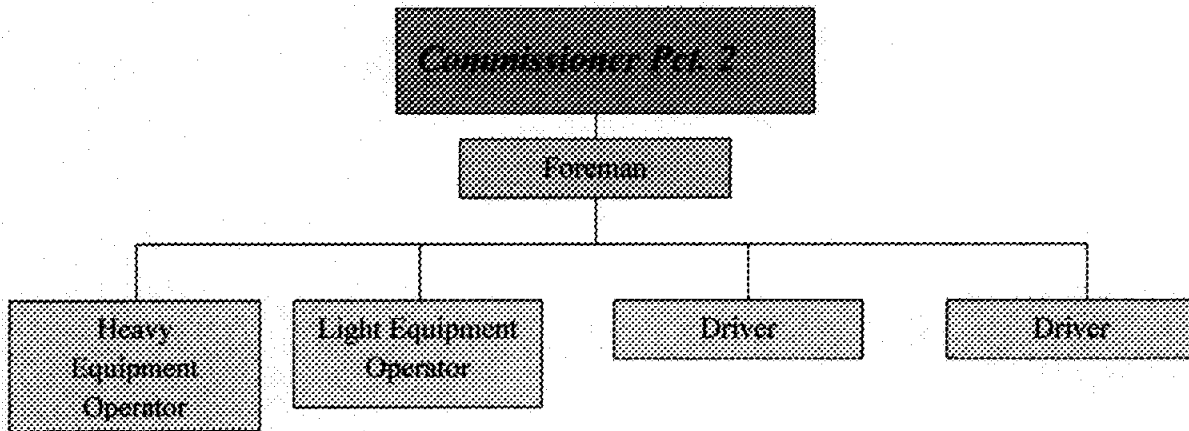 Commissioner Pct. 2
Foreman
Heavy
Equipment
Operator
Light Equipment
Operator
Driver
Driver